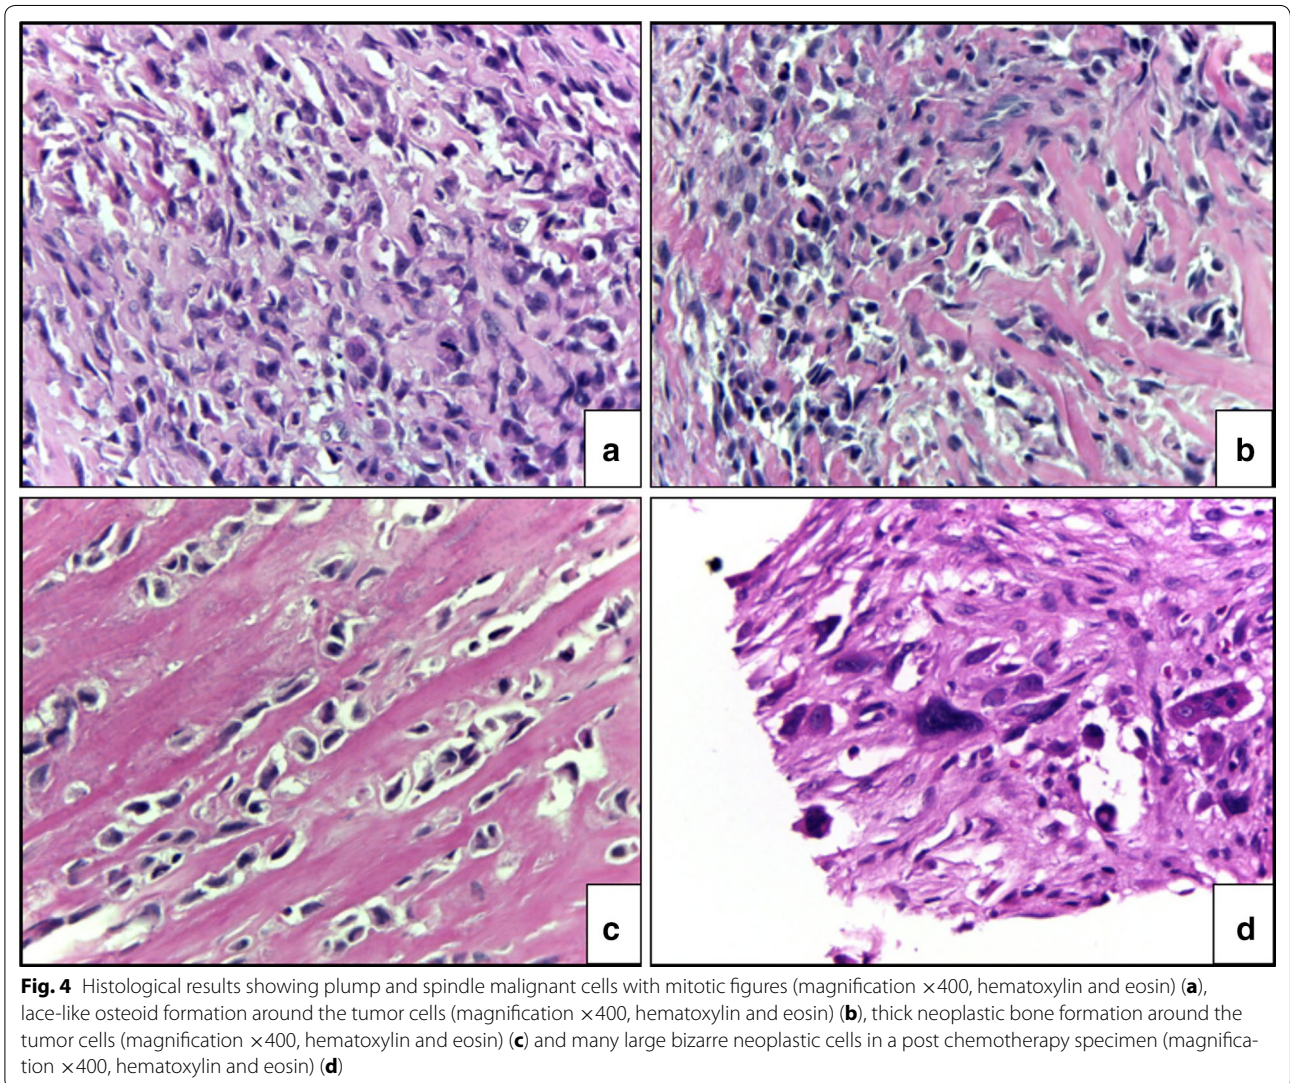 a
b
c
d
Fig. 4 Histological results showing plump and spindle malignant cells with mitotic figures (magnification ×400, hematoxylin and eosin) (a),
lace-like osteoid formation around the tumor cells (magnification ×400, hematoxylin and eosin) (b), thick neoplastic bone formation around the
tumor cells (magnification ×400, hematoxylin and eosin) (c) and many large bizarre neoplastic cells in a post chemotherapy specimen (magnifica-
tion ×400, hematoxylin and eosin) (d)